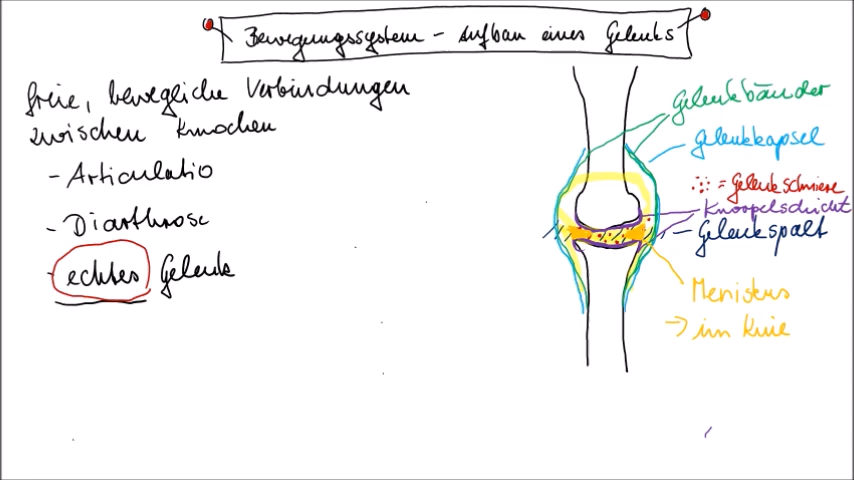 Bewegungssystem - Aufbau eines Gelenks
freie, bewegliche Verbindungen
zwischen Knochen
- Articulatio
- Diarthrose
- echtes Gelenk
Gelenkbänder
Gelenkkapsel
= Gelenkschmiere
Knorpelschicht
- Gelenkspalt
Meniskus
→ im Knie